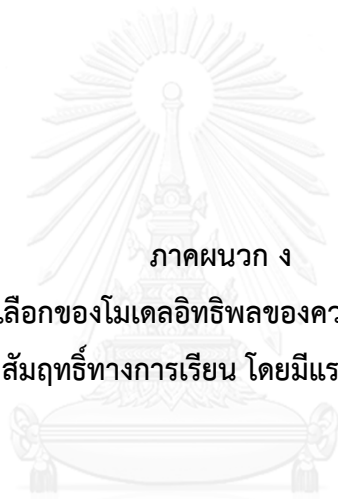 ภาคผนวก ง
เลือกของโมเดลอิทธิพลของคว
สัมฤทธิ์ทางการเรียน โดยมีแร